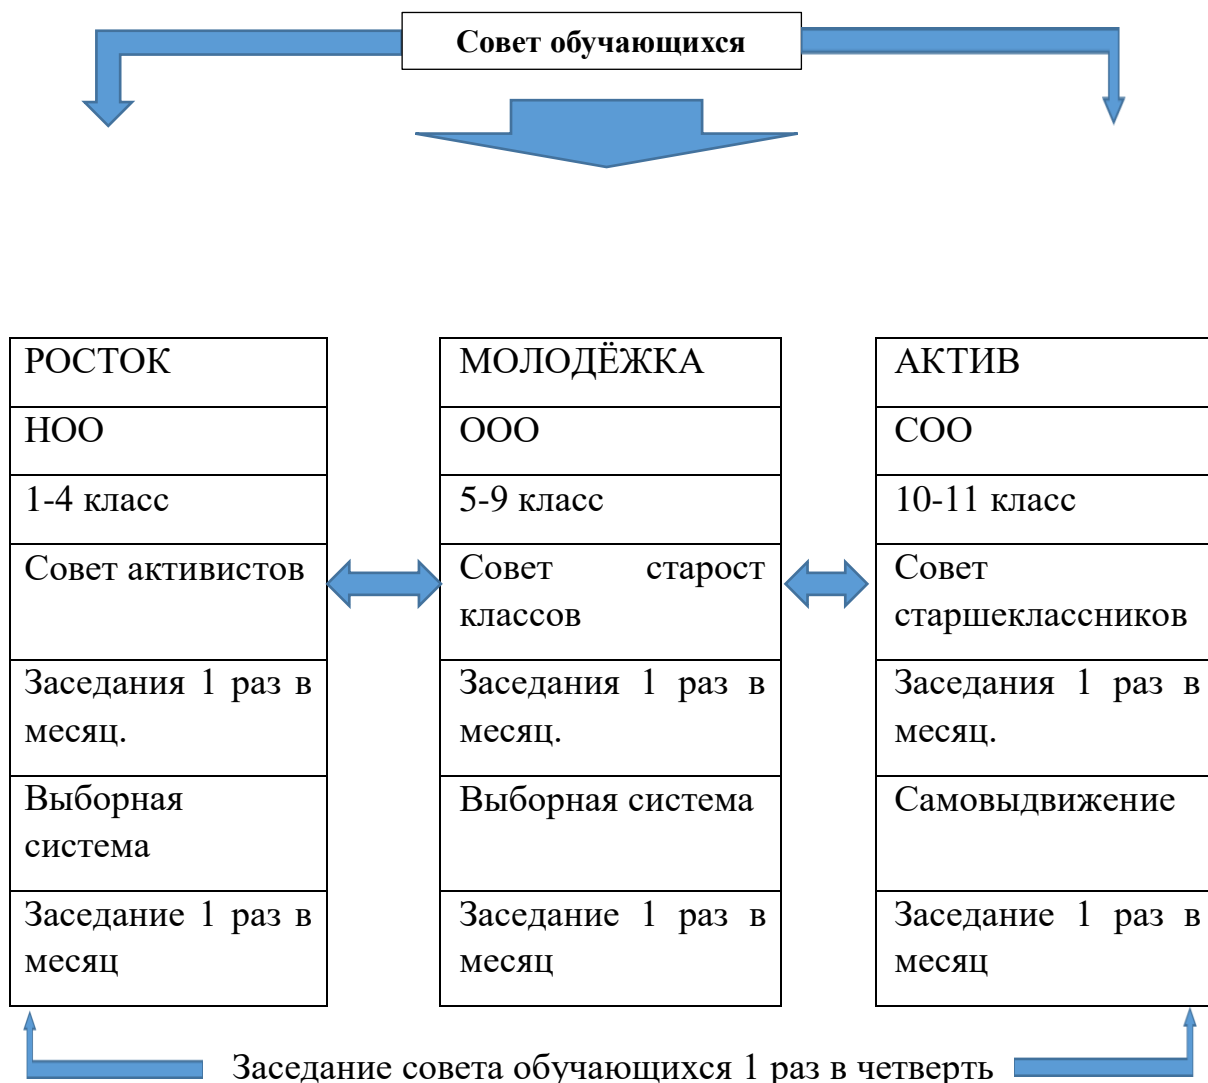 Совет обучающихся
РОСТОК
НОО
1-4 класс
Совет активистов
Заседания 1 раз в
месяц.
Выборная
система
Заседание 1 раз в
месяц
МОЛОДЁЖКА
ООО
5-9 класс
Совет старост
классов
Заседания 1 раз в
месяц.
Выборная система
Заседание 1 раз в
месяц
АКТИВ
СОО
10-11 класс
Совет
старшеклассников
Заседания 1 раз в
месяц.
Самовыдвижение
Заседание 1 раз в
месяц
Заседание совета обучающихся 1 раз в четверть